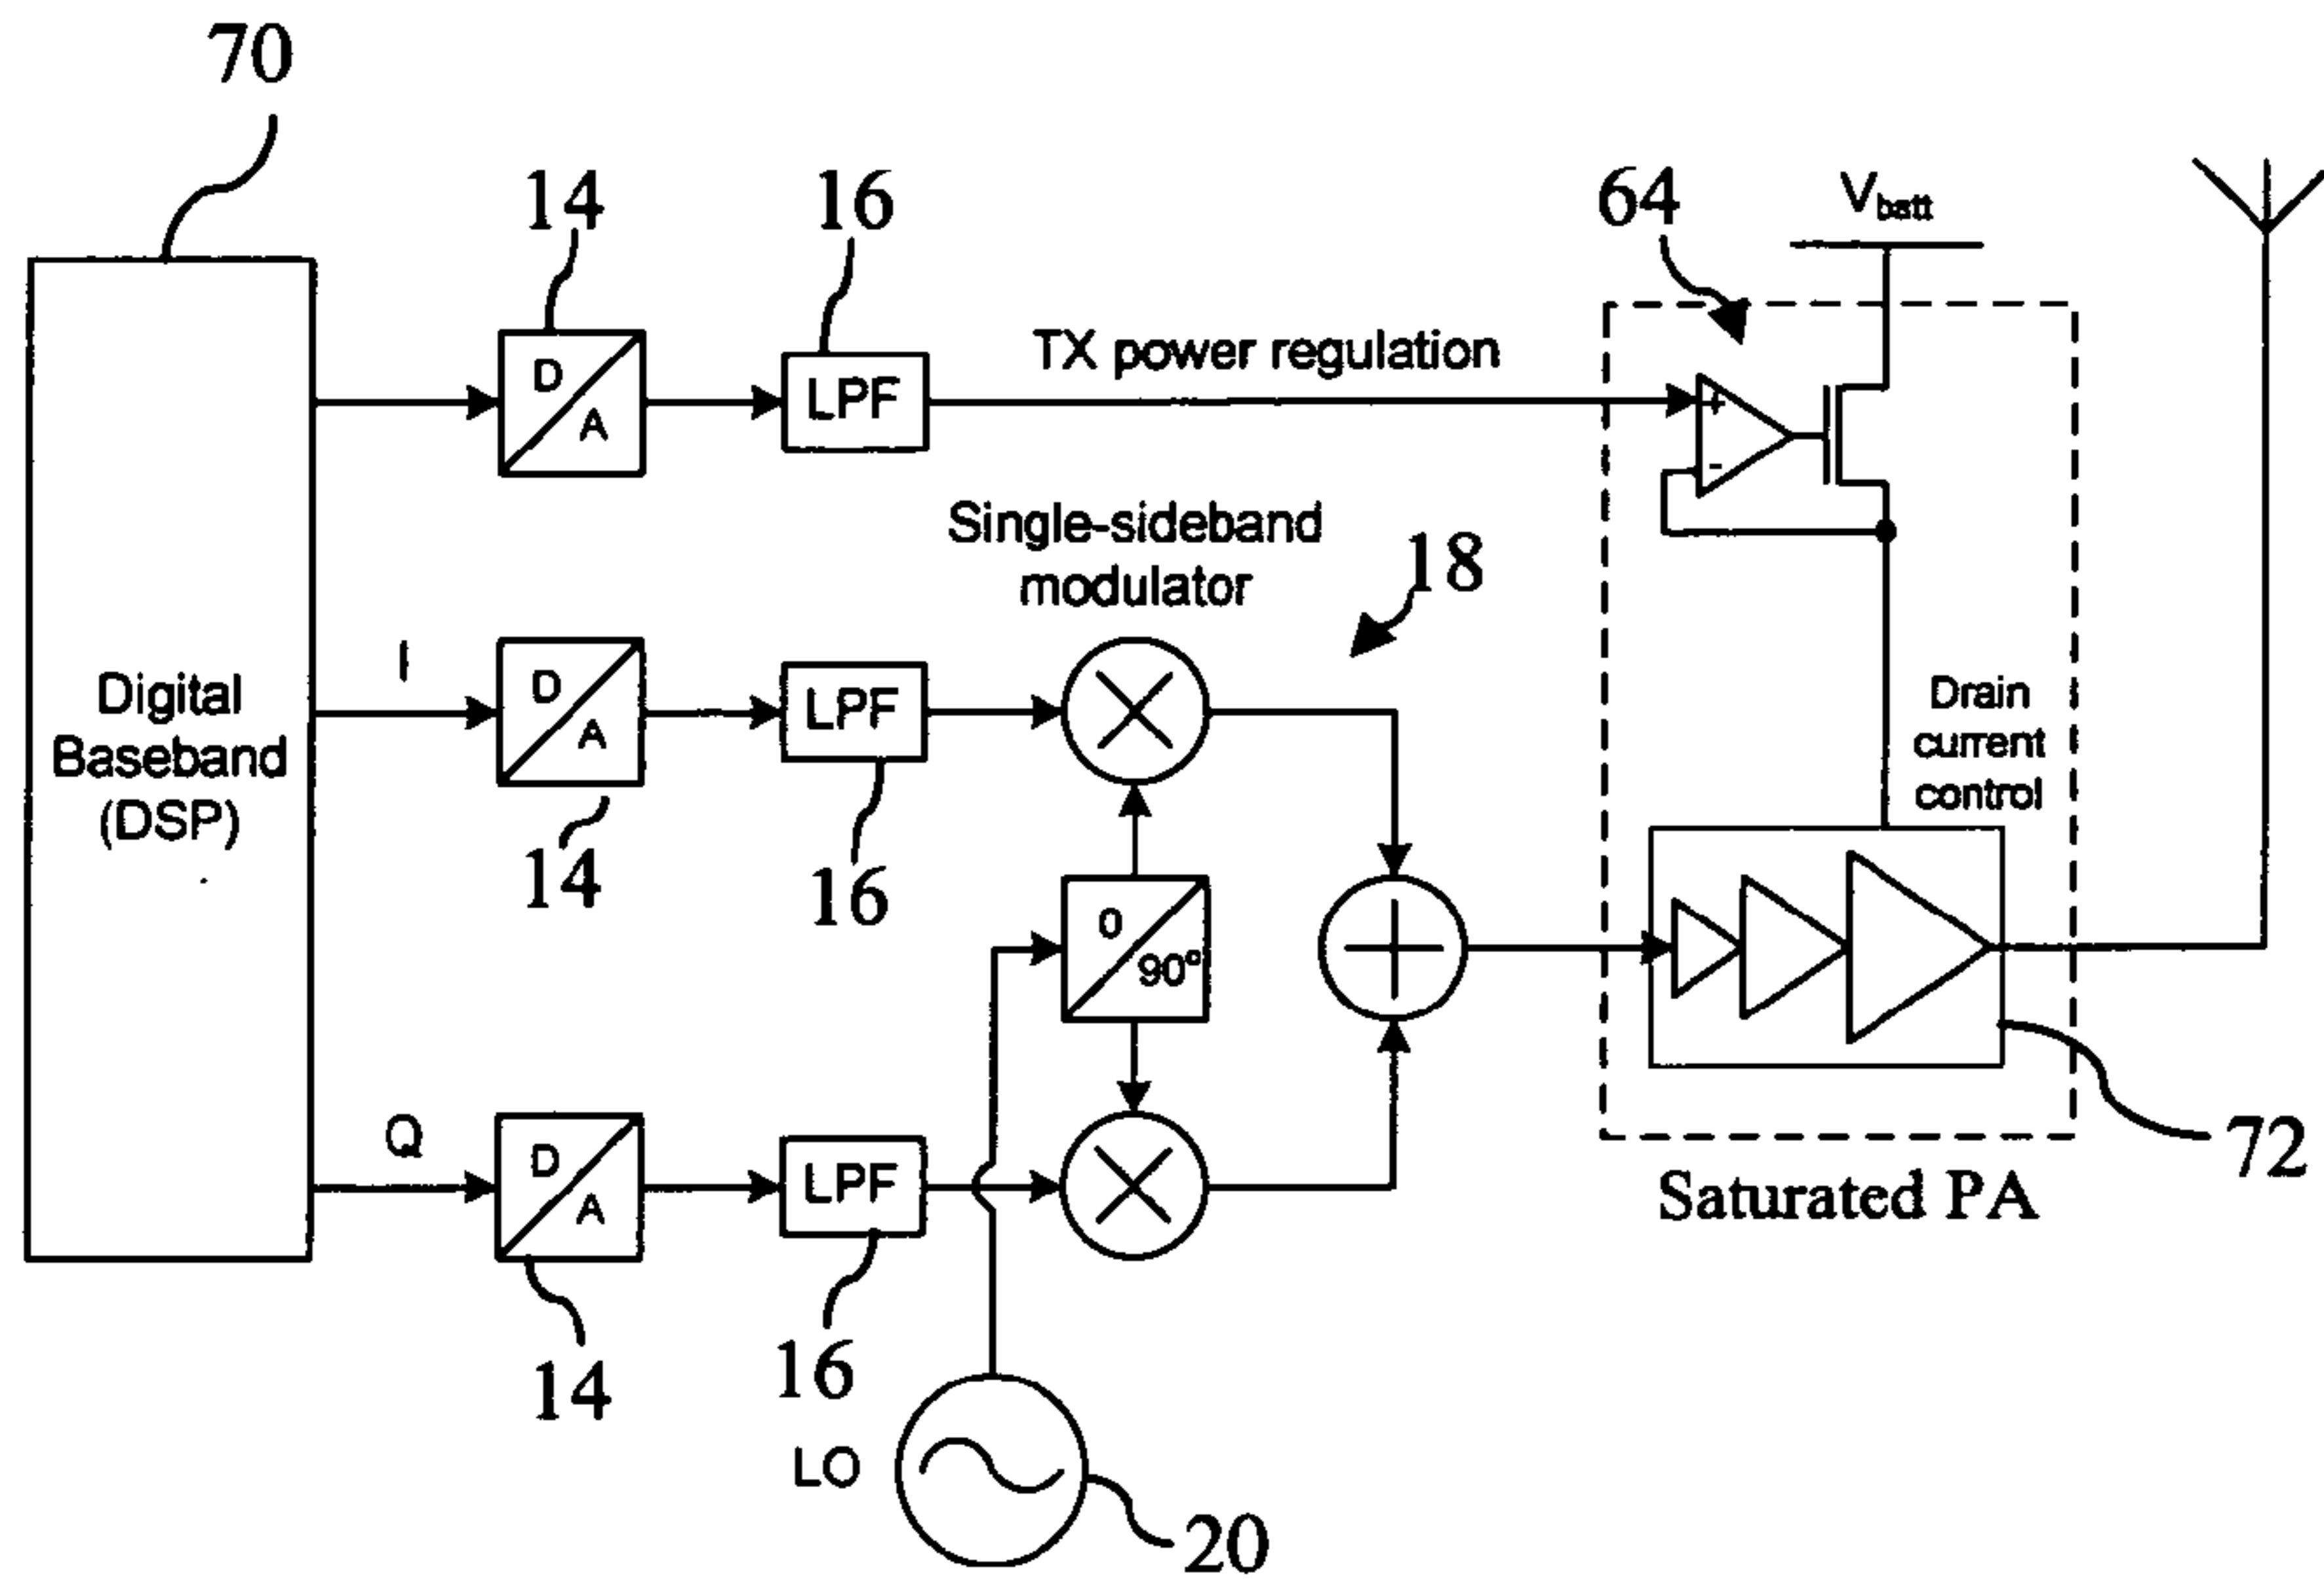 70
14
16
64
V_batt
D
A
LPF
TX power regulation
+
-
Single-sideband
modulator
18
I
D
A
LPF
Digital
Baseband
(DSP)
Drain
current
control
14
16
0
90°
Q
D
A
LPF
72
Saturated PA
14
16
LO
20